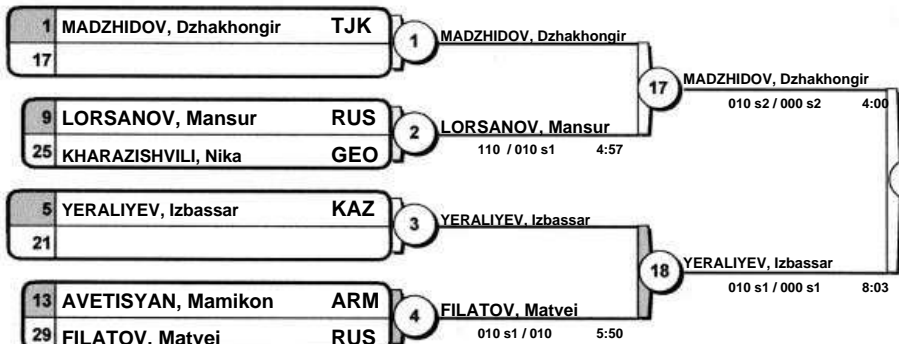 1 MADZHIDOV, Dzhakhongir TJK
17
1
MADZHIDOV, Dzhakhongir
9 LORSANOV, Mansur RUS
25 KHARAZISHVILI, Nika GEO
2
LORSANOV, Mansur
110 / 010 s1 4:57
17
MADZHIDOV, Dzhakhongir
010 s2 / 000 s2 4:00
5 YERALIYEV, Izbassar KAZ
21
3
YERALIYEV, Izbassar
13 AVETISYAN, Mamikon ARM
29 FILATOV, Matvei RUS
4
FILATOV, Matvei
010 s1 / 010 5:50
18
YERALIYEV, Izbassar
010 s1 / 000 s1 8:03